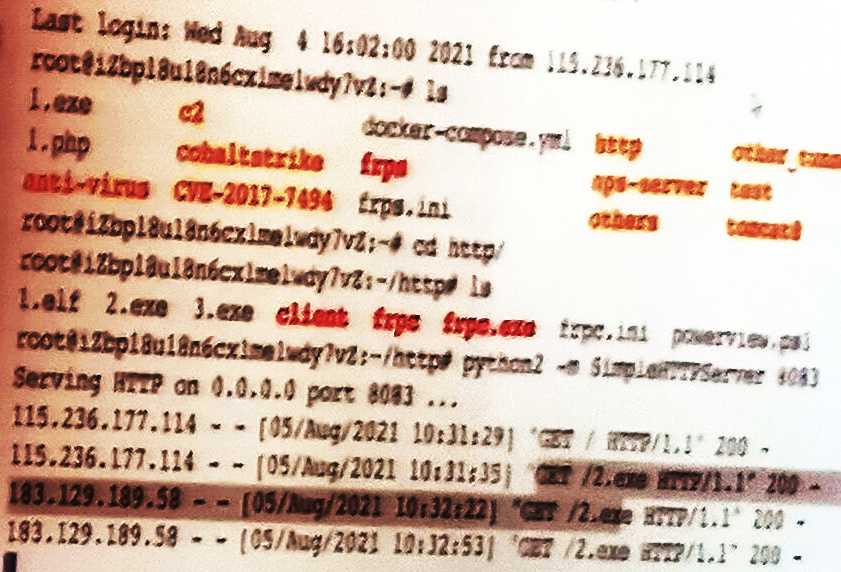 Last login: Wed Aug  4 16:02:00 2021 from 115.236.177.114
root@iZbp18u18n6cx1melwdy7vZ:~# ls
1.exe c2 docker-compose.yml http
1.php cobaltstrike frps nps-server test
anti-virus CVE-2017-7494 frps.ini others
root@iZbp18u18n6cx1melwdy7vZ:~# cd http/
root@iZbp18u18n6cx1melwdy7vZ:~/http# ls
1.elf 2.exe 3.exe client frpc frpc.exe frpc.ini powerview.ps1
root@iZbp18u18n6cx1melwdy7vZ:~/http# python2 -m SimpleHTTPServer 8083
Serving HTTP on 0.0.0.0 port 8083 ...
115.236.177.114 - - [05/Aug/2021 10:31:29] "GET / HTTP/1.1" 200 -
115.236.177.114 - - [05/Aug/2021 10:31:35] "GET /2.exe HTTP/1.1" 200 -
183.129.189.58 - - [05/Aug/2021 10:32:22] "GET /2.exe HTTP/1.1" 200 -
183.129.189.58 - - [05/Aug/2021 10:32:53] "GET /2.exe HTTP/1.1" 200 -